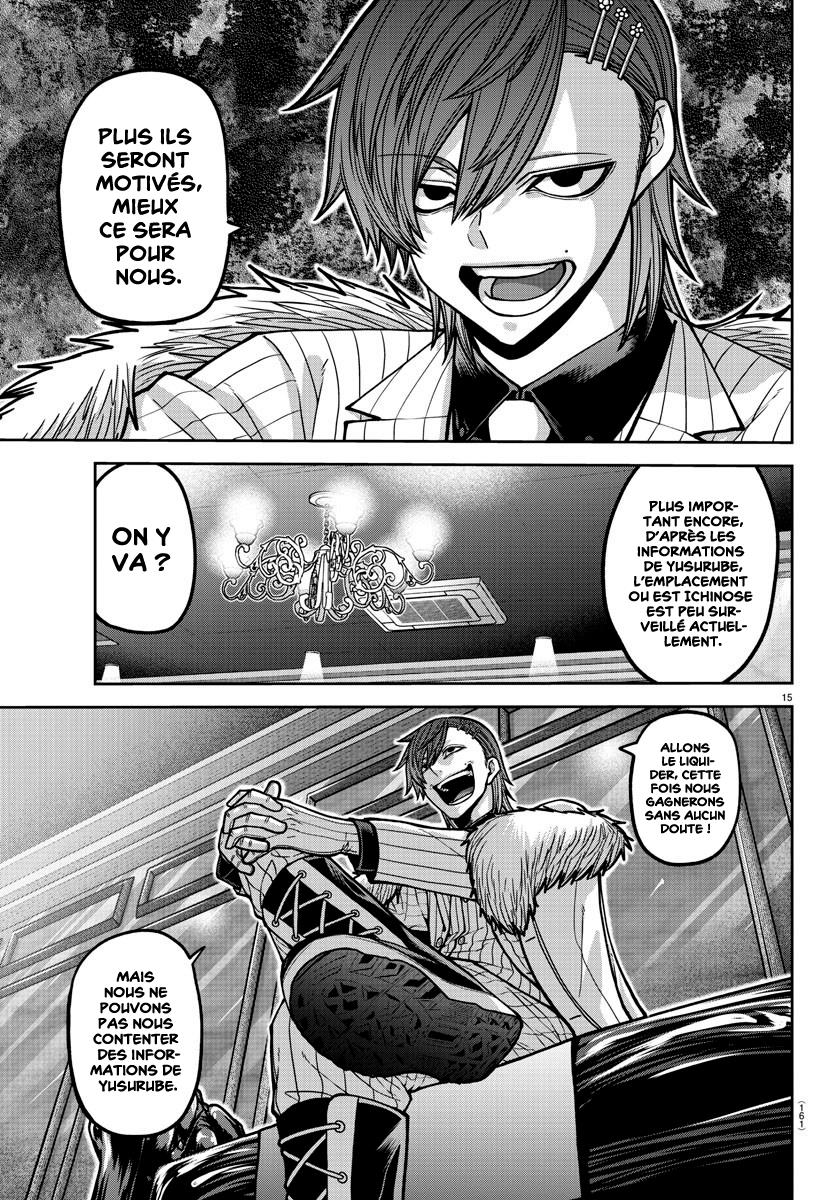 PLUS ILS
SERONT
MOTIVÉS,
MIEUX
CE SERA
POUR
NOUS.
PLUS IMPOR-
TANT ENCORE,
D'APRÈS LES
INFORMATIONS
DE YUSURUBE,
L'EMPLACEMENT
OU EST ICHINOSE
EST PEU SUR-
VEILLÉ ACTUEL-
LEMENT.
ON Y
VA ?
15
ALLONS
LE LIQUI-
DER, CETTE
FOIS NOUS
GAGNERONS
SANS AUCUN
DOUTE !
MAIS
NOUS NE
POUVONS
PAS NOUS
CONTENTER
DES INFOR-
MATIONS DE
YUSURUBE.
(161)